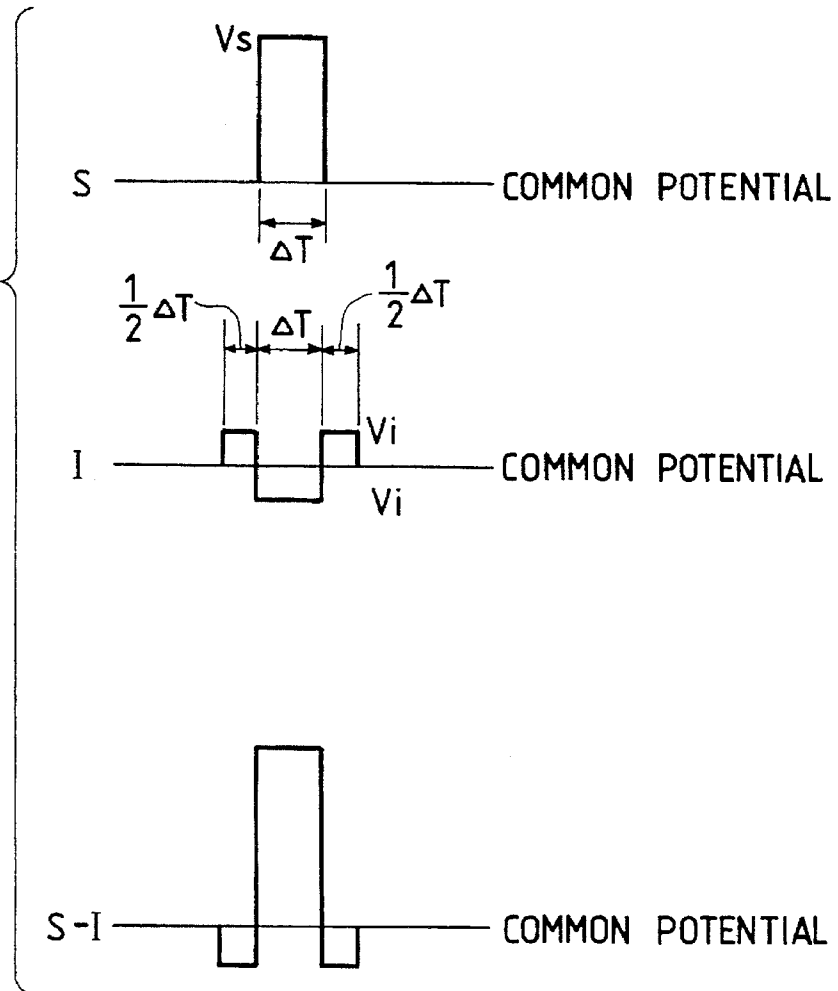 Vs
S COMMON POTENTIAL
ΔT
1/2 ΔT ΔT 1/2 ΔT
Vi
I COMMON POTENTIAL
Vi
S-I COMMON POTENTIAL